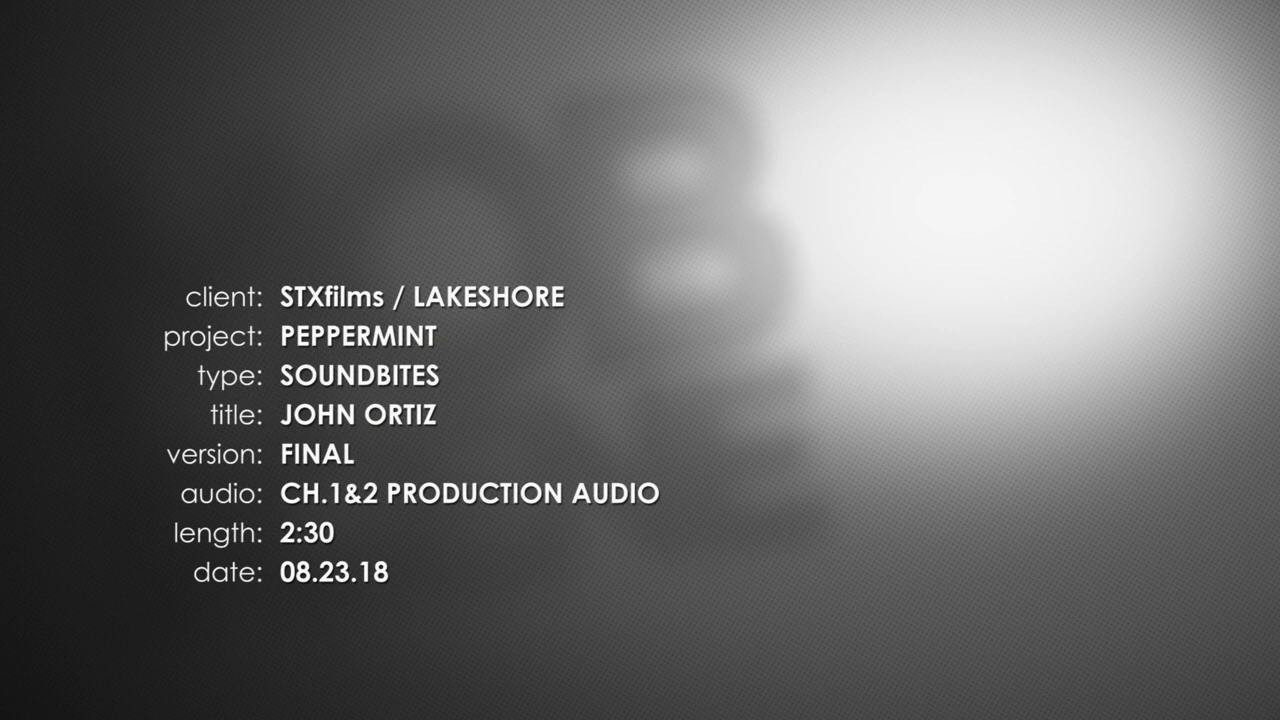 client: STXfilms / LAKESHORE
project: PEPPERMINT
type: SOUNDBITES
title: JOHN ORTIZ
version: FINAL
audio: CH.1&2 PRODUCTION AUDIO
length: 2:30
date: 08.23.18